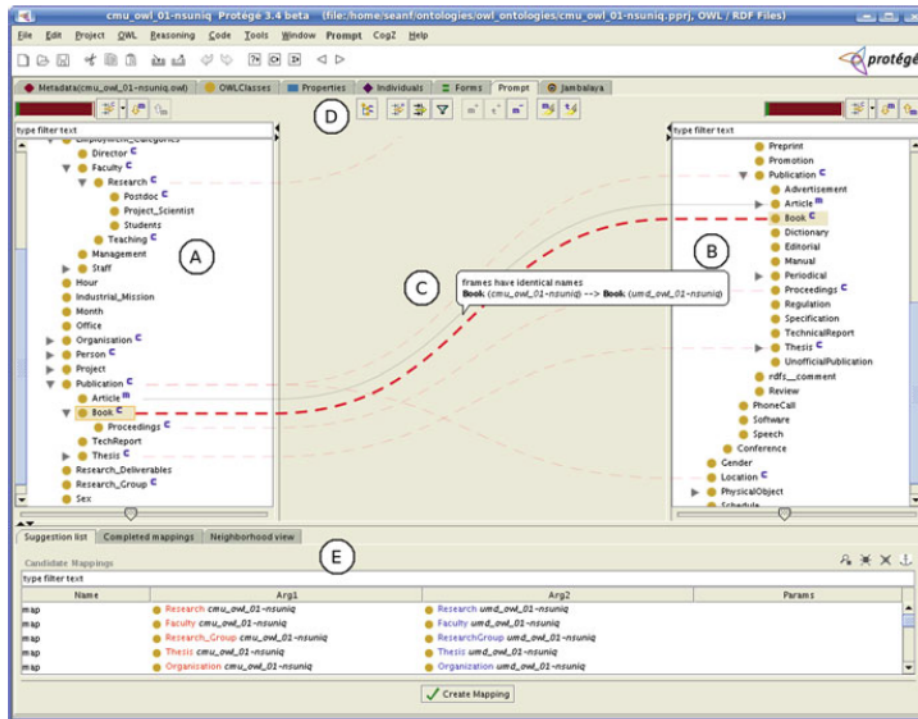 cmu_owl_01-nsuniq Protégé 3.4 beta (file:/home/seanf/ontologies/owl_ontologies/cmu_owl_01-nsuniq.pprj, OWL / RDF Files)
File Edit Project OWL Reasoning Code Tools Window Prompt Cog2 Help
protégé
Metadata(cmu_owl_01-nsuniq.owl) OWLClasses Properties Individuals Forms Prompt Jambalaya
D
type filter text
Employment_Categories
Director C
Faculty C
Research C
Postdoc C
Project_Scientist
Students
Teaching C
Management
Staff C
Hour
Industrial_Mission
Month
Office
Organisation C
Person C
Project
Publication C
Article m
Book C
Proceedings C
TechReport
Thesis C
Research_Deliverables
Research_Group C
Sex
A
C
frames have identical names
Book (cmu_owl_01-nsuniq) --> Book (umd_owl_01-nsuniq)
B
type filter text
Preprint
Promotion
Publication C
Advertisement
Article m
Book C
Dictionary
Editorial
Manual
Periodical
Proceedings C
Regulation
Specification
TechnicalReport
Thesis C
UnofficialPublication
rdfs__comment
Review
PhoneCall
Software
Speech
Conference
Gender
Location C
PhysicalObject
Schedule
Suggestion list Completed mappings Neighborhood view
E
Candidate Mappings
type filter text
Name Arg1 Arg2 Params
map Research cmu_owl_01-nsuniq Research umd_owl_01-nsuniq
map Faculty cmu_owl_01-nsuniq Faculty umd_owl_01-nsuniq
map Research_Group cmu_owl_01-nsuniq ResearchGroup umd_owl_01-nsuniq
map Thesis cmu_owl_01-nsuniq Thesis umd_owl_01-nsuniq
map Organisation cmu_owl_01-nsuniq Organization umd_owl_01-nsuniq
Create Mapping